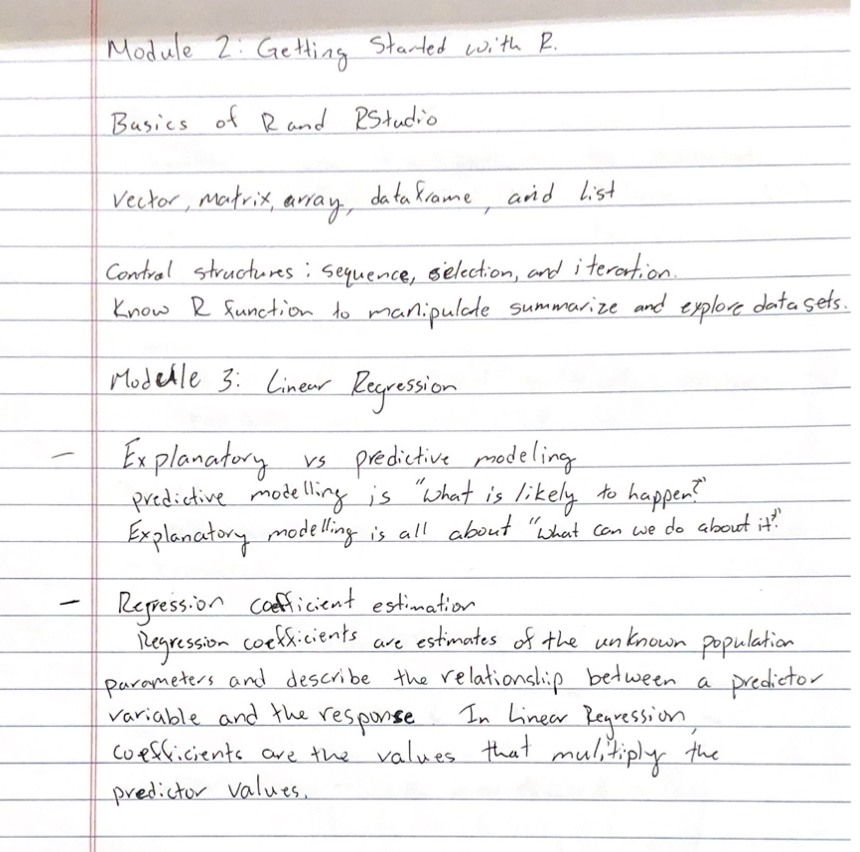 Module 2: Getting Started with R.
Basics of R and RStudio
Vector, matrix, array, dataframe, and List
Control structures: sequence, selection, and iteration.
Know R function to manipulate summarize and explore datasets.
Module 3: Linear Regression
- Explanatory vs predictive modeling
predictive modelling is "What is likely to happen?"
Explanatory modelling is all about "what can we do about it?"
- Regression coefficient estimation
Regression coefficients are estimates of the unknown population
parameters and describe the relationship between a predictor
variable and the response. In Linear Regression,
coefficients are the values that multiply the
predictor values.